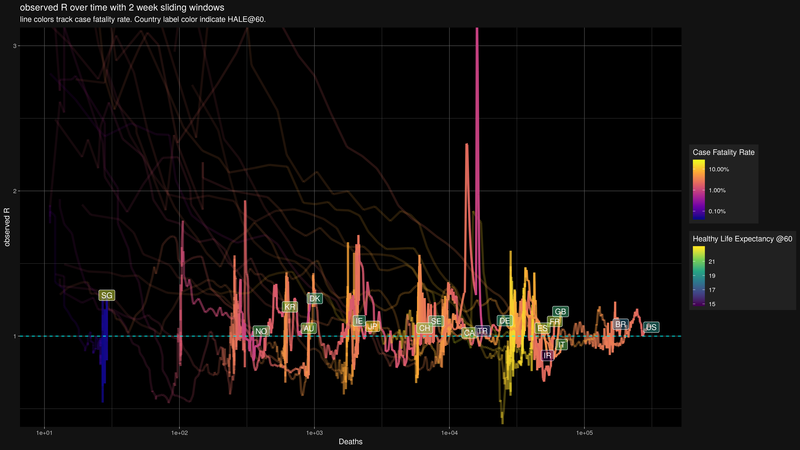 observed R over time with 2 week sliding windows
line colors track case fatality rate. Country label color indicate HALE@60.
3
2
1
observed R
SG
NO
KR
AU
DK
IE
JP
CH
SE
CA
TR
DE
ES
FR
GB
IT
IR
BR
US
1e+01
1e+02
1e+03
1e+04
1e+05
Deaths
Case Fatality Rate
10.00%
1.00%
0.10%
Healthy Life Expectancy @60
21
19
17
15